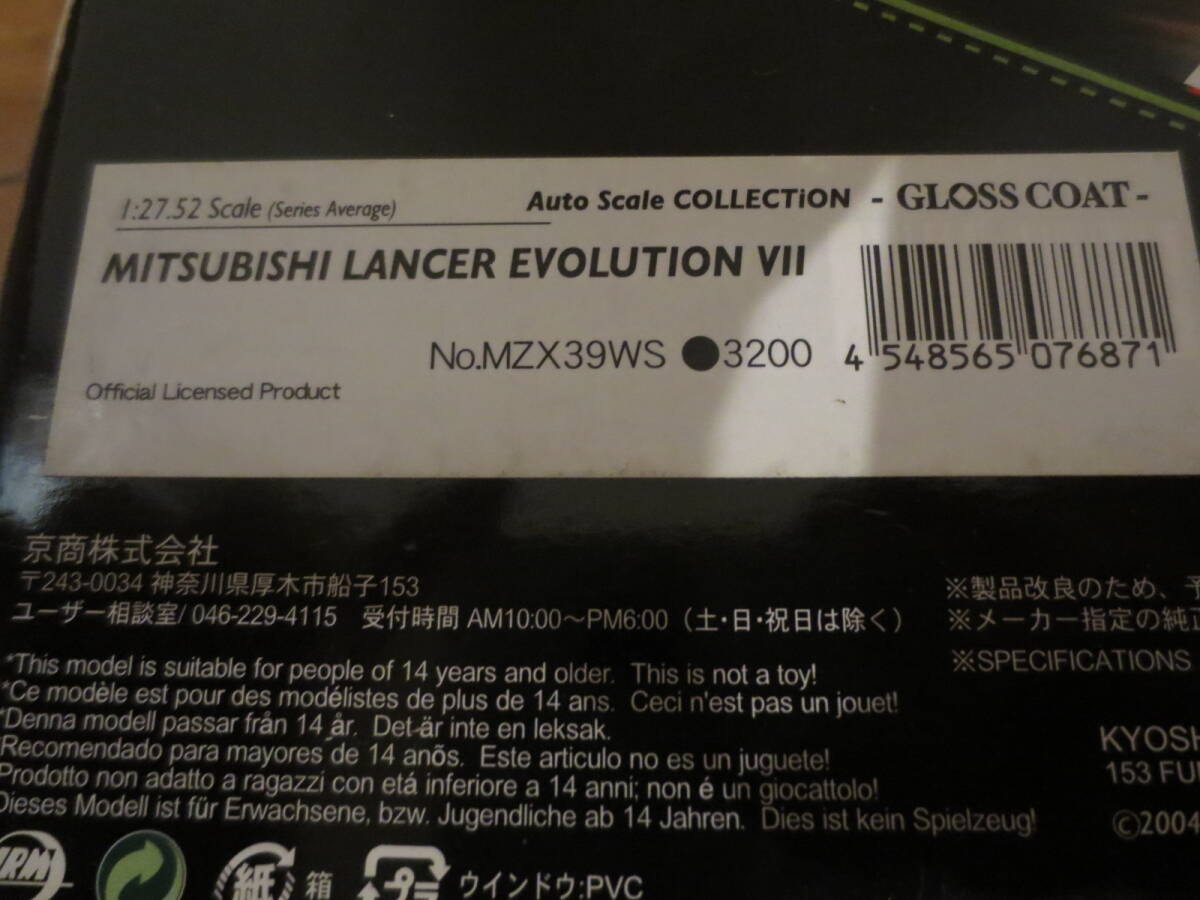 1:27.52 Scale (Series Average)
Auto Scale COLLECTiON - GLOSS COAT -
MITSUBISHI LANCER EVOLUTION VII
No.MZX39WS ●3200
4 548565 076871
Official Licensed Product
京商株式会社
〒243-0034 神奈川県厚木市船子153
ユーザー相談室/ 046-229-4115 受付時間 AM10:00～PM6:00（土・日・祝日は除く）
※製品改良のため、予
※メーカー指定の純正
※SPECIFICATIONS
*This model is suitable for people of 14 years and older. This is not a toy!
*Ce modèle est pour des modélistes de plus de 14 ans. Ceci n'est pas un jouet!
*Denna modell passar från 14 år. Det är inte en leksak.
*Recomendado para mayores de 14 anõs. Este articulo no es un juguete!
Prodotto non adatto a ragazzi con etá inferiore a 14 anni; non é un giocattolo!
Dieses Modell ist für Erwachsene, bzw. Jugendliche ab 14 Jahren. Dies ist kein Spielzeug!
KYOSH
153 FU
©2004
紙 箱
プラ ウインドウ:PVC